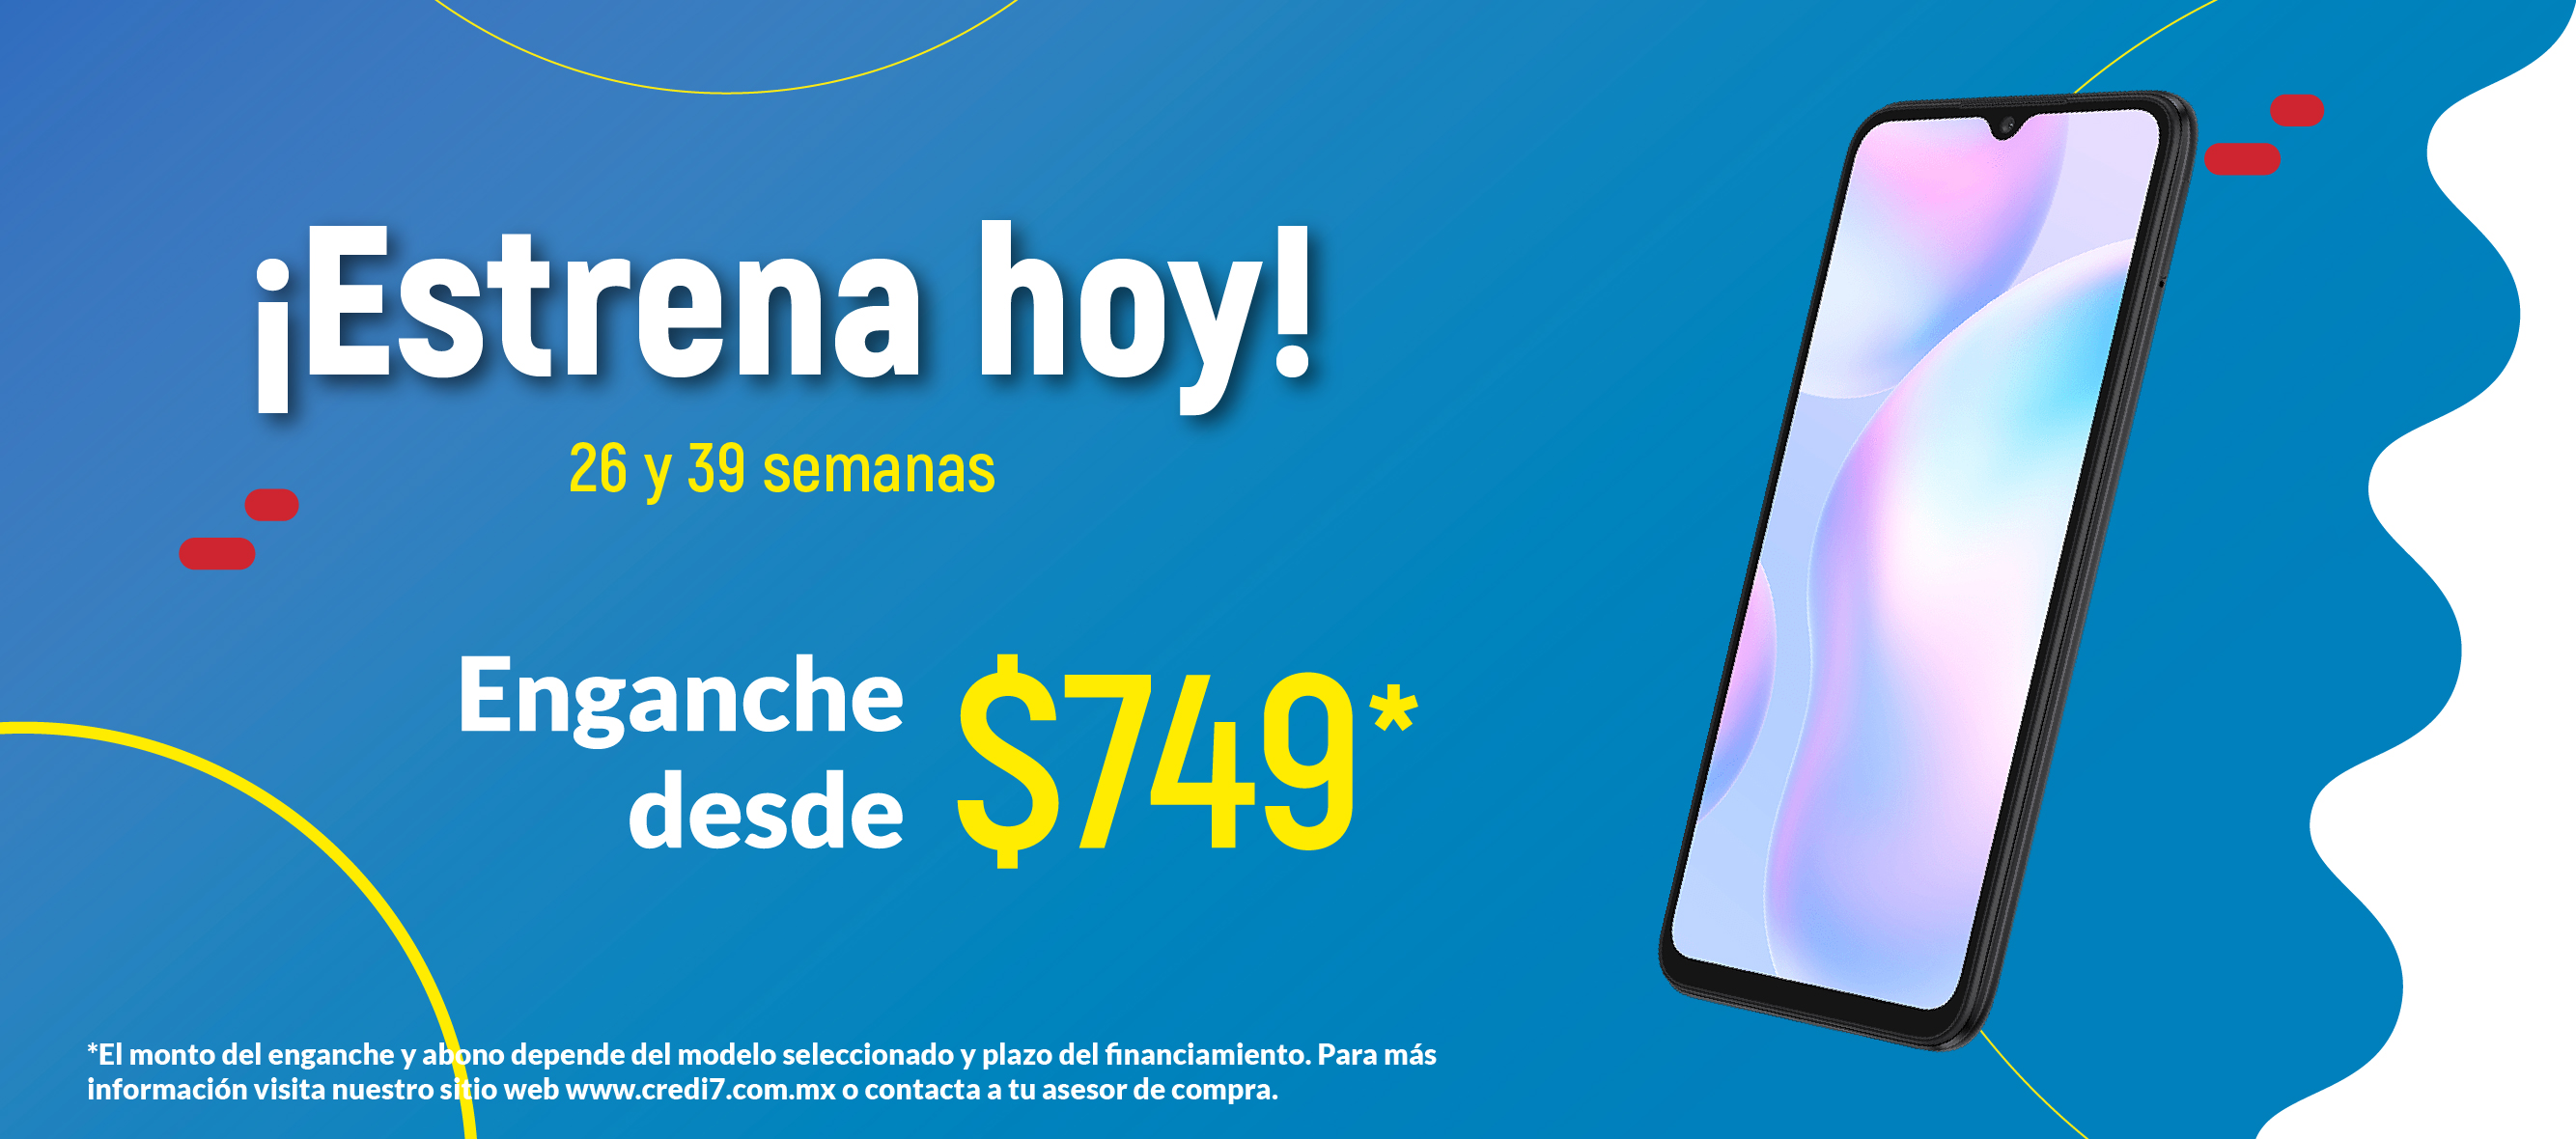 ¡Estrena hoy!
26 y 39 semanas
Enganche
desde
$749*
*El monto del enganche y abono depende del modelo seleccionado y plazo del financiamiento. Para más
información visita nuestro sitio web www.credi7.com.mx o contacta a tu asesor de compra.